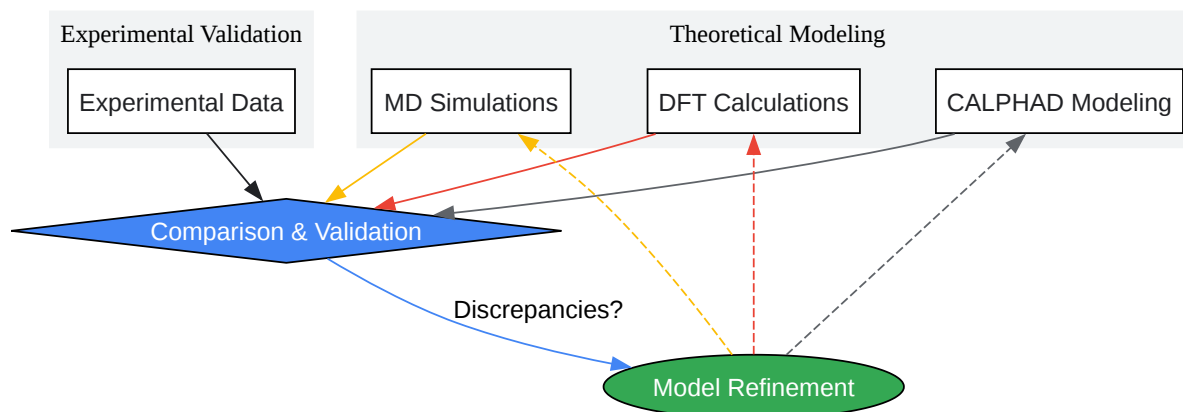 Experimental Validation
Theoretical Modeling
Experimental Data
MD Simulations
DFT Calculations
CALPHAD Modeling
Comparison & Validation
Discrepancies?
Model Refinement